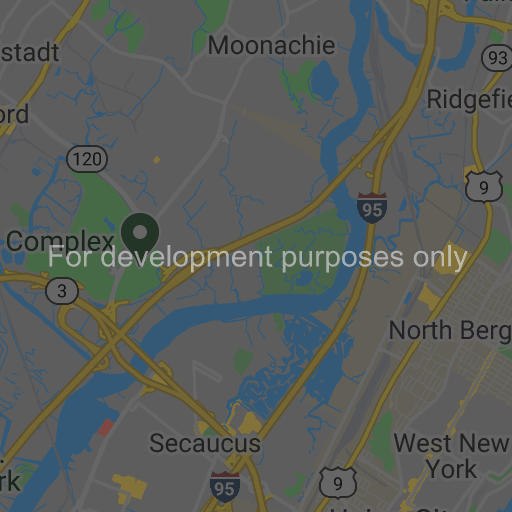 Moonachie
stadt
93
ord
Ridgefie
120
9
95
Complex
For development purposes only
3
North Berg
Secaucus
West New
York
rk
95
9